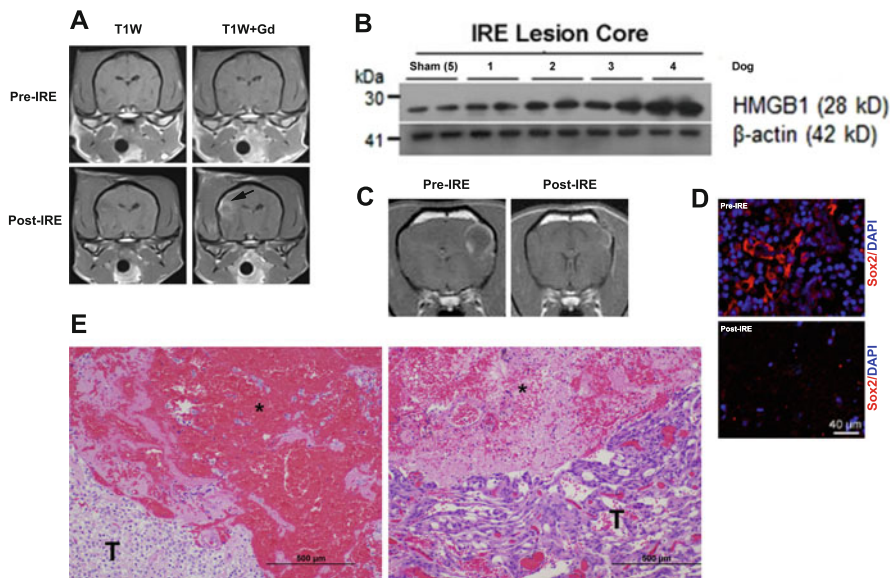 A
T1W T1W+Gd
Pre-IRE
Post-IRE
B
IRE Lesion Core
kDa Sham (5) 1 2 3 4 Dog
30 HMGB1 (28 kD)
41 β-actin (42 kD)
C
Pre-IRE Post-IRE
D
Pre-IRE
Sox2/DAPI
Post-IRE
Sox2/DAPI
40 µm
E
* *
T T
500 µm 500 µm